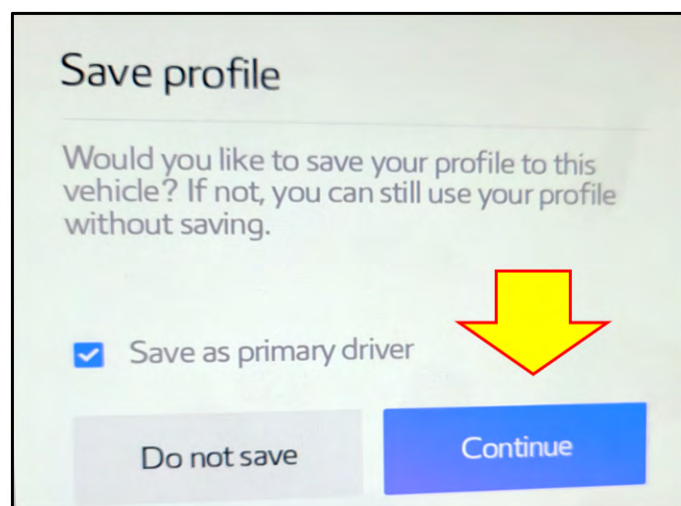 Save profile
Would you like to save your profile to this
vehicle? If not, you can still use your profile
without saving.
Save as primary driver
Do not save
Continue